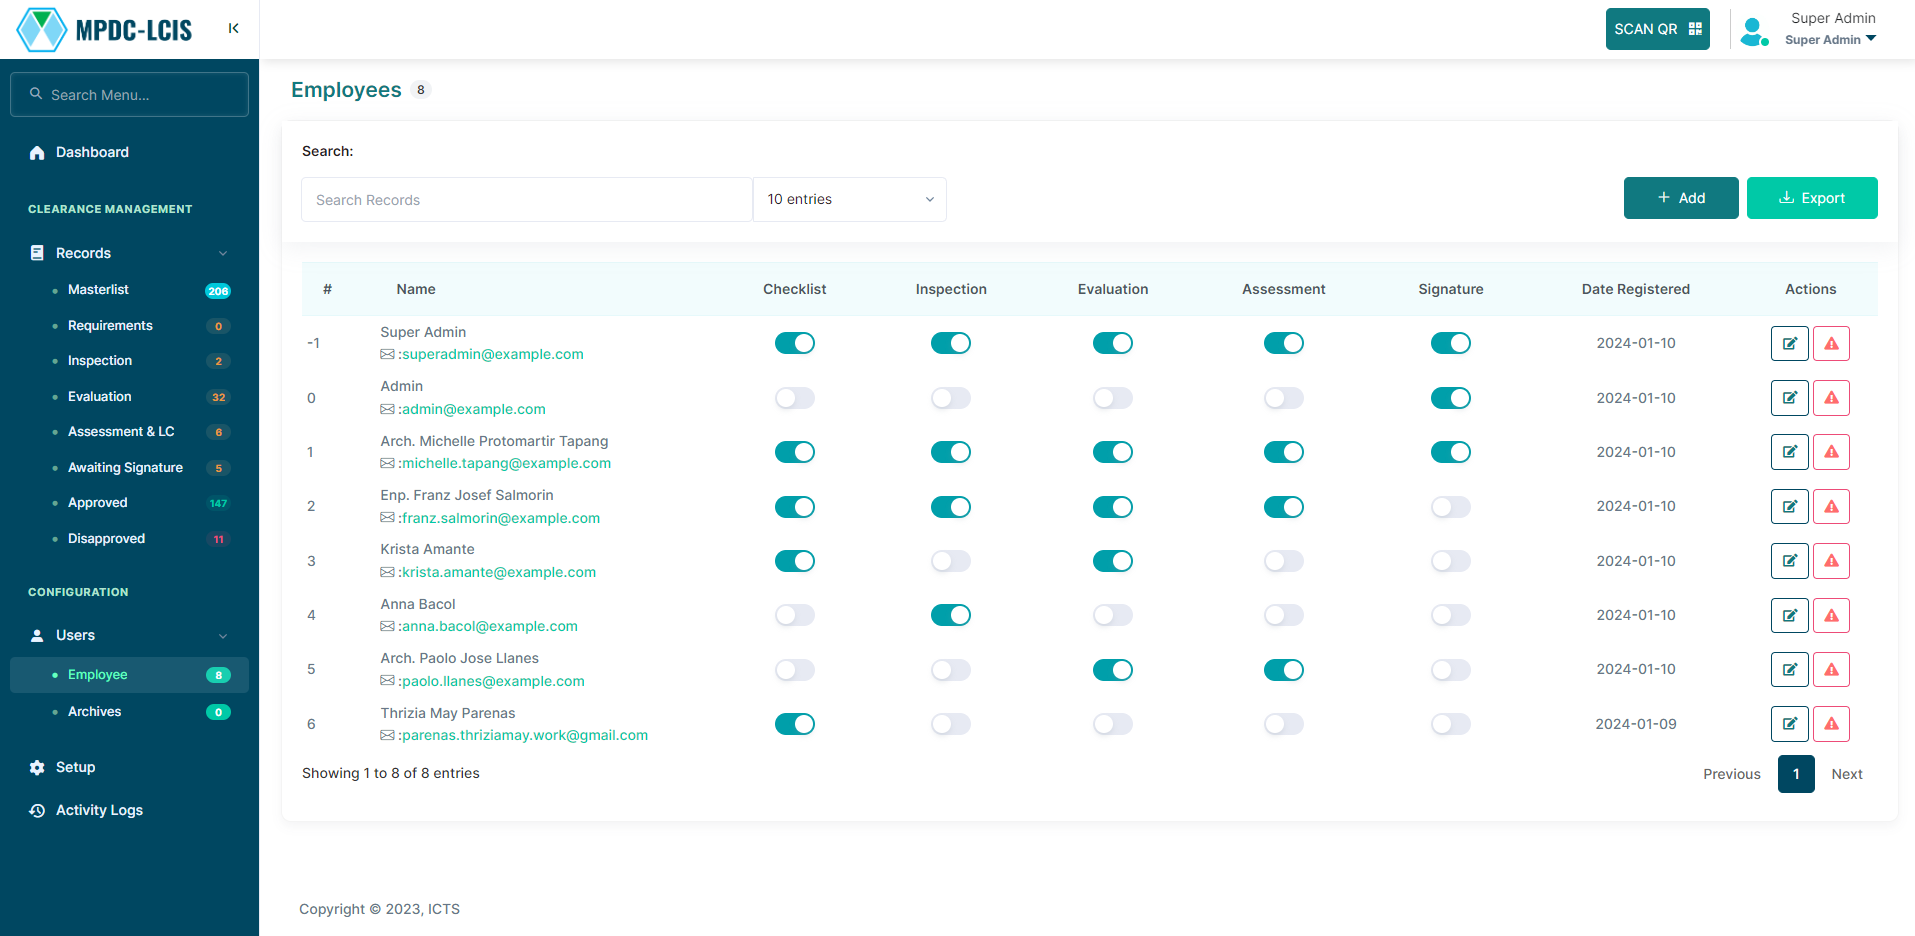 MPDC-LCIS
SCAN QR
Super Admin
Super Admin
Search Menu...
Dashboard
CLEARANCE MANAGEMENT
Records
Masterlist 206
Requirements 0
Inspection 2
Evaluation 32
Assessment & LC 6
Awaiting Signature 5
Approved 147
Disapproved 11
CONFIGURATION
Users
Employee 8
Archives 0
Setup
Activity Logs
Employees 8
Search:
Search Records
10 entries
+ Add
Export
# Name Checklist Inspection Evaluation Assessment Signature Date Registered Actions
-1 Super Admin 2024-01-10
:superadmin@example.com
0 Admin 2024-01-10
:admin@example.com
1 Arch. Michelle Protomartir Tapang 2024-01-10
:michelle.tapang@example.com
2 Enp. Franz Josef Salmorin 2024-01-10
:franz.salmorin@example.com
3 Krista Amante 2024-01-10
:krista.amante@example.com
4 Anna Bacol 2024-01-10
:anna.bacol@example.com
5 Arch. Paolo Jose Llanes 2024-01-10
:paolo.llanes@example.com
6 Thrizia May Parenas 2024-01-09
:parenas.thriziamay.work@gmail.com
Showing 1 to 8 of 8 entries
Previous 1 Next
Copyright © 2023, ICTS